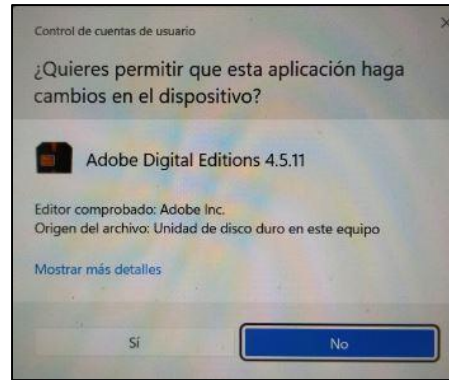 Control de cuentas de usuario
¿Quieres permitir que esta aplicación haga
cambios en el dispositivo?
Adobe Digital Editions 4.5.11
Editor comprobado: Adobe Inc.
Origen del archivo: Unidad de disco duro en este equipo
Mostrar más detalles
Sí
No